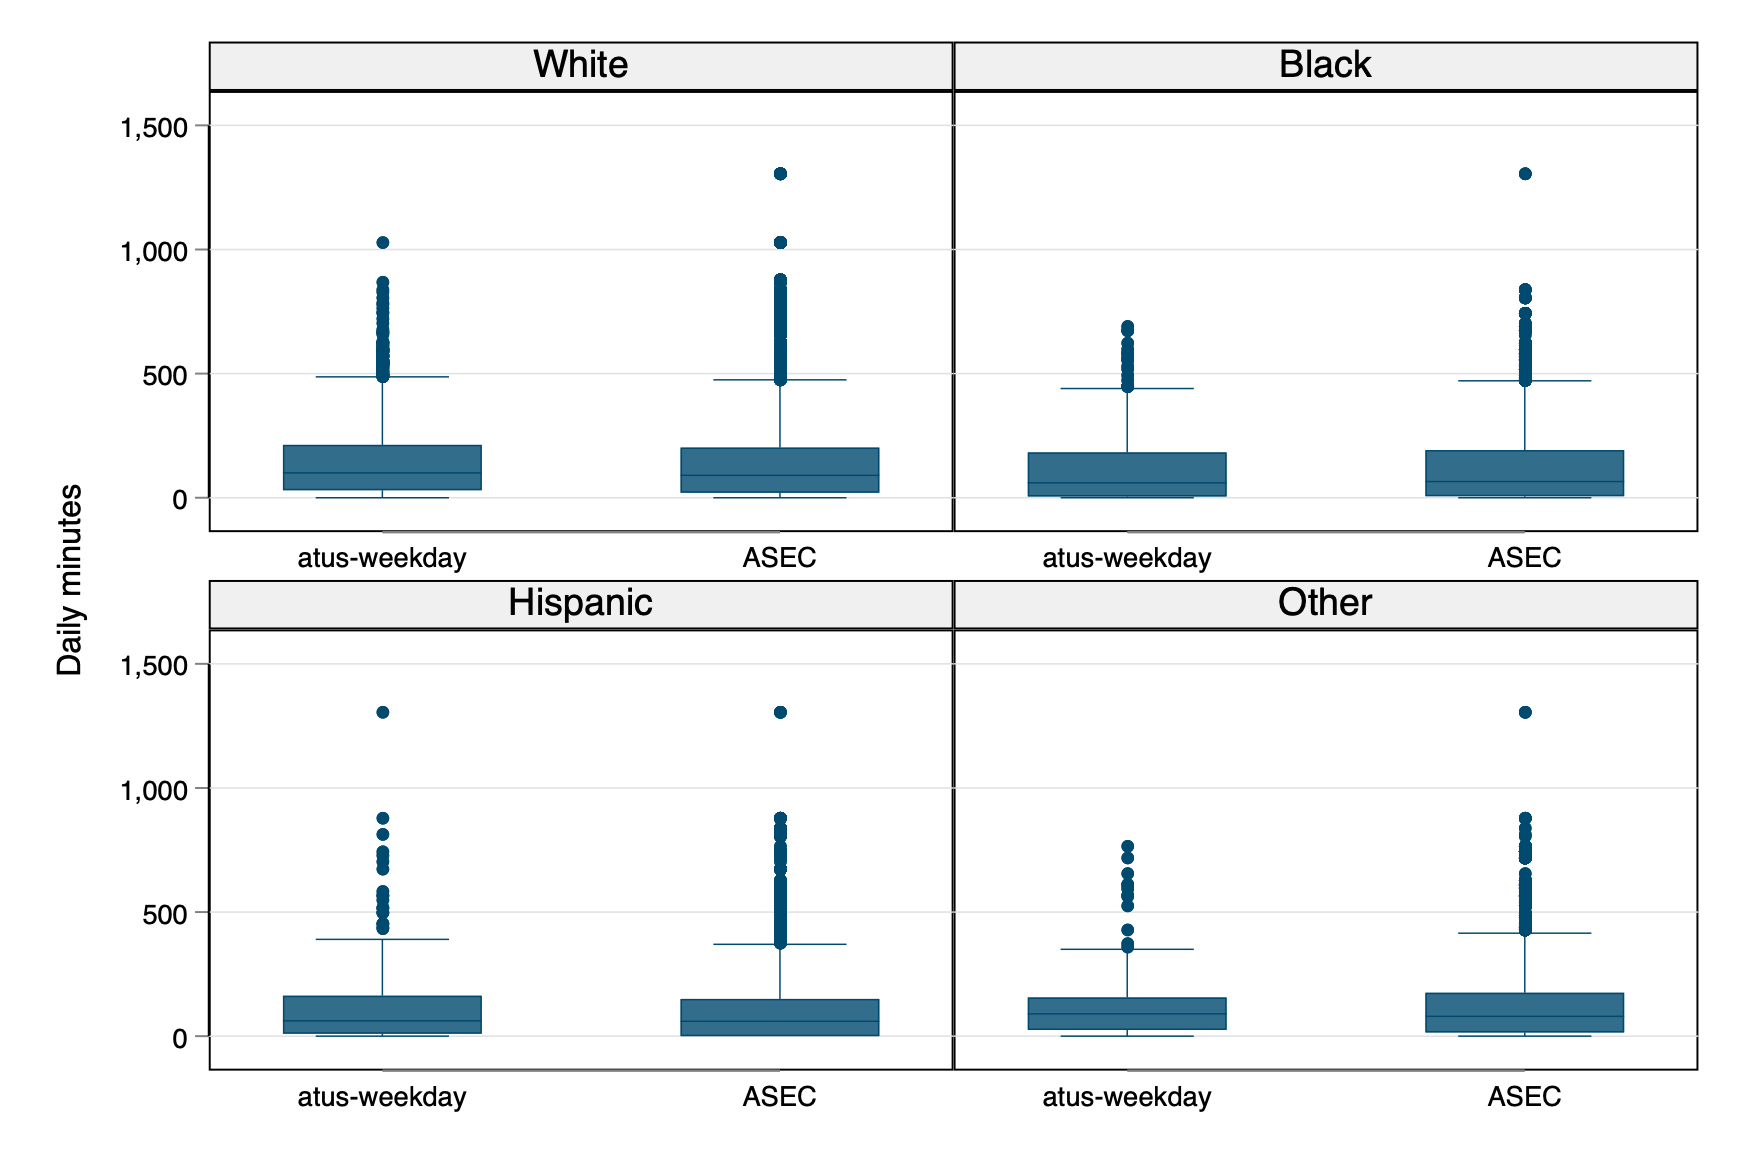 White
Black
1,500
1,000
500
0
atus-weekday
ASEC
atus-weekday
ASEC
Daily minutes
Hispanic
Other
1,500
1,000
500
0
atus-weekday
ASEC
atus-weekday
ASEC